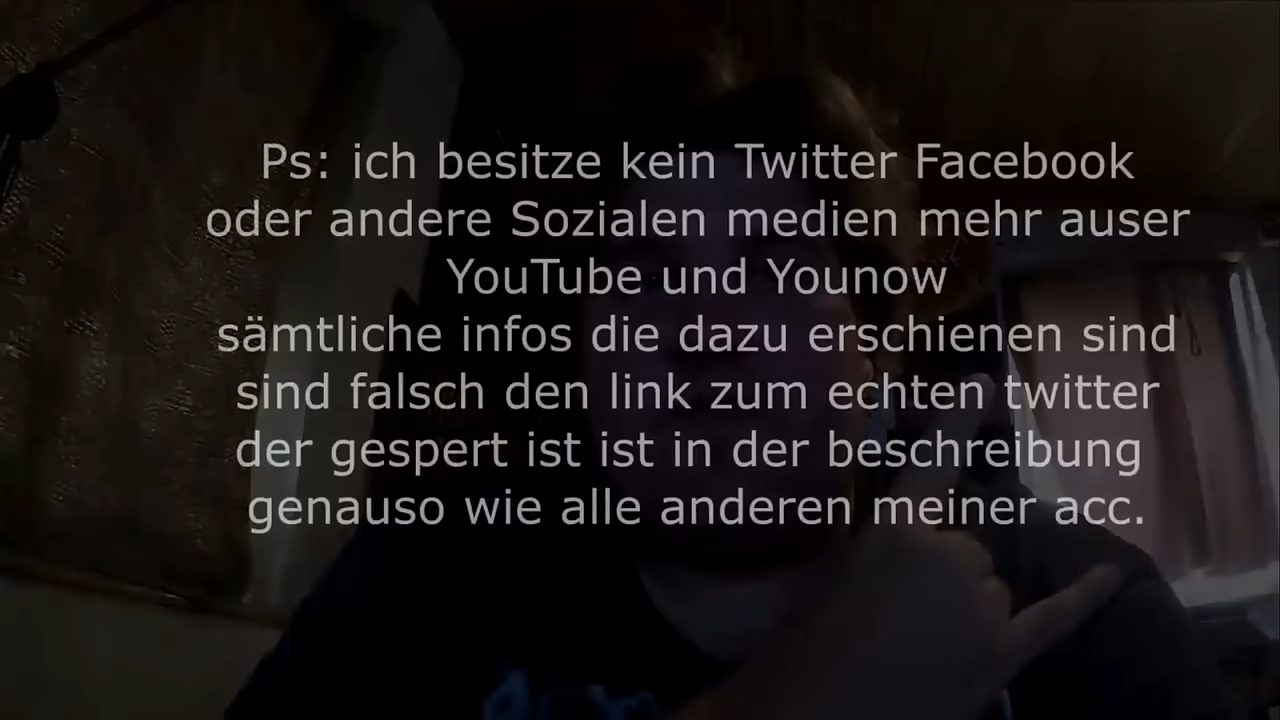 Ps: ich besitze kein Twitter Facebook
oder andere Sozialen medien mehr auser
YouTube und Younow
sämtliche infos die dazu erschienen sind
sind falsch den link zum echten twitter
der gespert ist ist in der beschreibung
genauso wie alle anderen meiner acc.